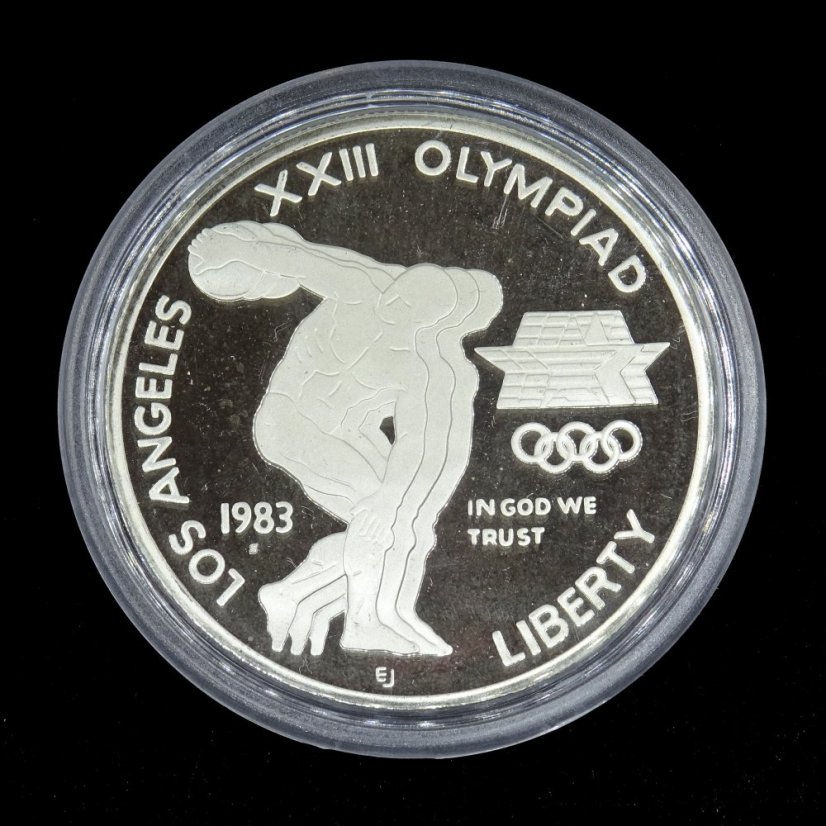 XXIII OLYMPIAD
LOS ANGELES
1983
S
IN GOD WE
TRUST
LIBERTY
EJ